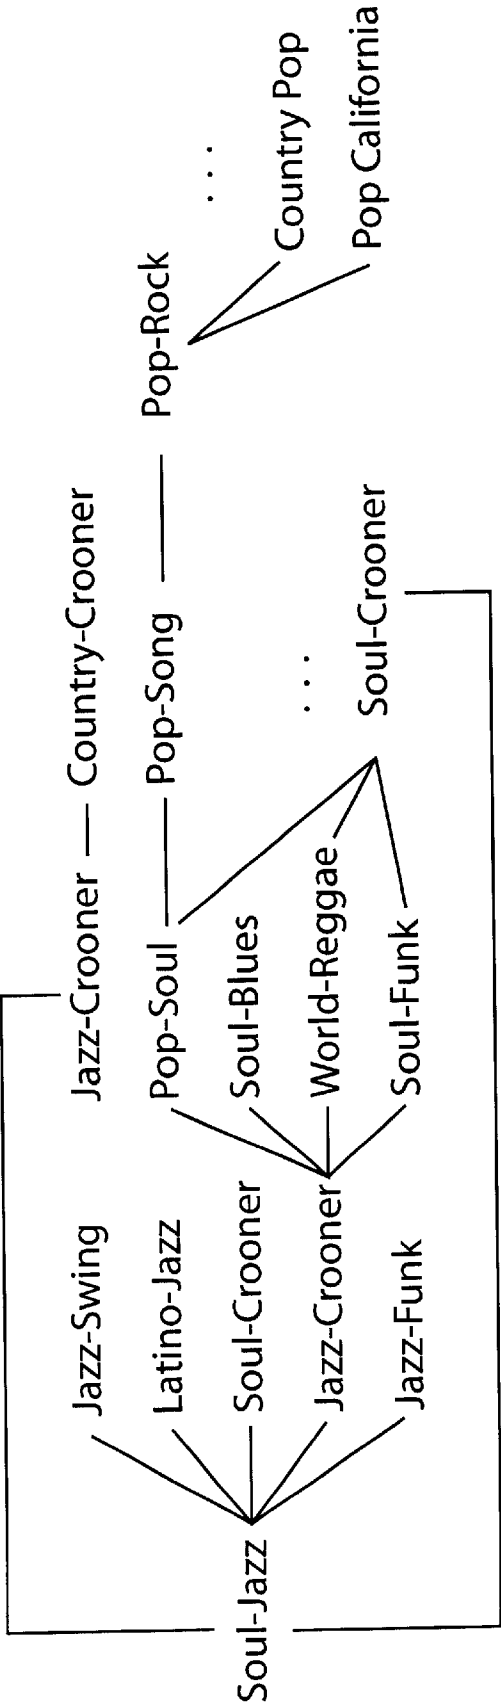 Soul-Jazz
Jazz-Swing
Latino-Jazz
Soul-Crooner
Jazz-Crooner
Jazz-Funk
Jazz-Crooner
Pop-Soul
Soul-Blues
World-Reggae
Soul-Funk
Country-Crooner
Pop-Song
. . .
Soul-Crooner
Pop-Rock
. . .
Country Pop
Pop California